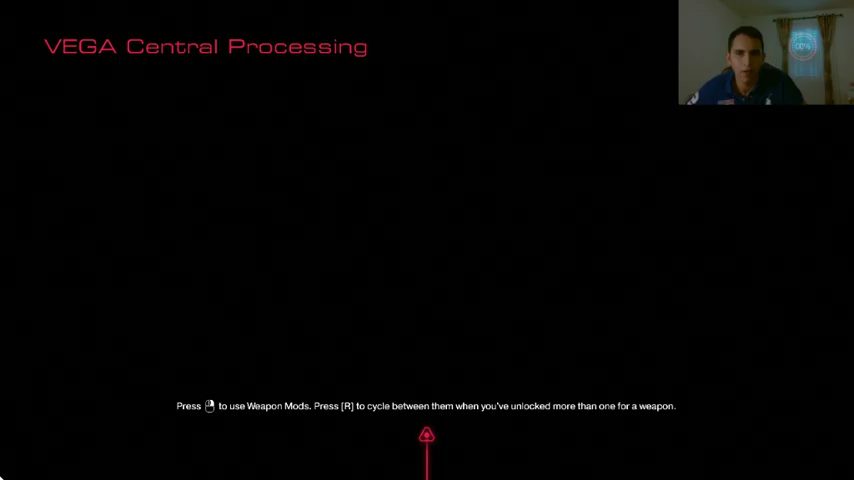 VEGA Central Processing
00%
Press to use Weapon Mods. Press [R] to cycle between them when you've unlocked more than one for a weapon.